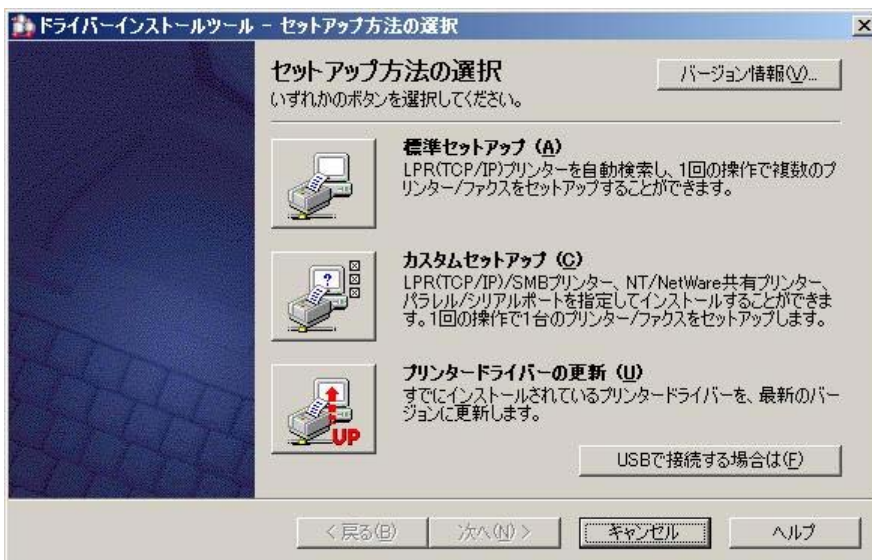 ドライバーインストールツール - セットアップ方法の選択
セットアップ方法の選択
バージョン情報(V)...
いずれかのボタンを選択してください。
標準セットアップ (A)
LPR(TCP/IP)プリンターを自動検索し、1回の操作で複数のプ
リンター/ファクスをセットアップすることができます。
カスタムセットアップ (C)
LPR(TCP/IP)/SMBプリンター、NT/NetWare共有プリンター、
パラレル/シリアルポートを指定してインストールすることができま
す。1回の操作で1台のプリンター/ファクスをセットアップします。
プリンタードライバーの更新 (U)
すでにインストールされているプリンタードライバーを、最新のバー
ジョンに更新します。
UP
USBで接続する場合は(F)
< 戻る(B)
次へ(N) >
キャンセル
ヘルプ